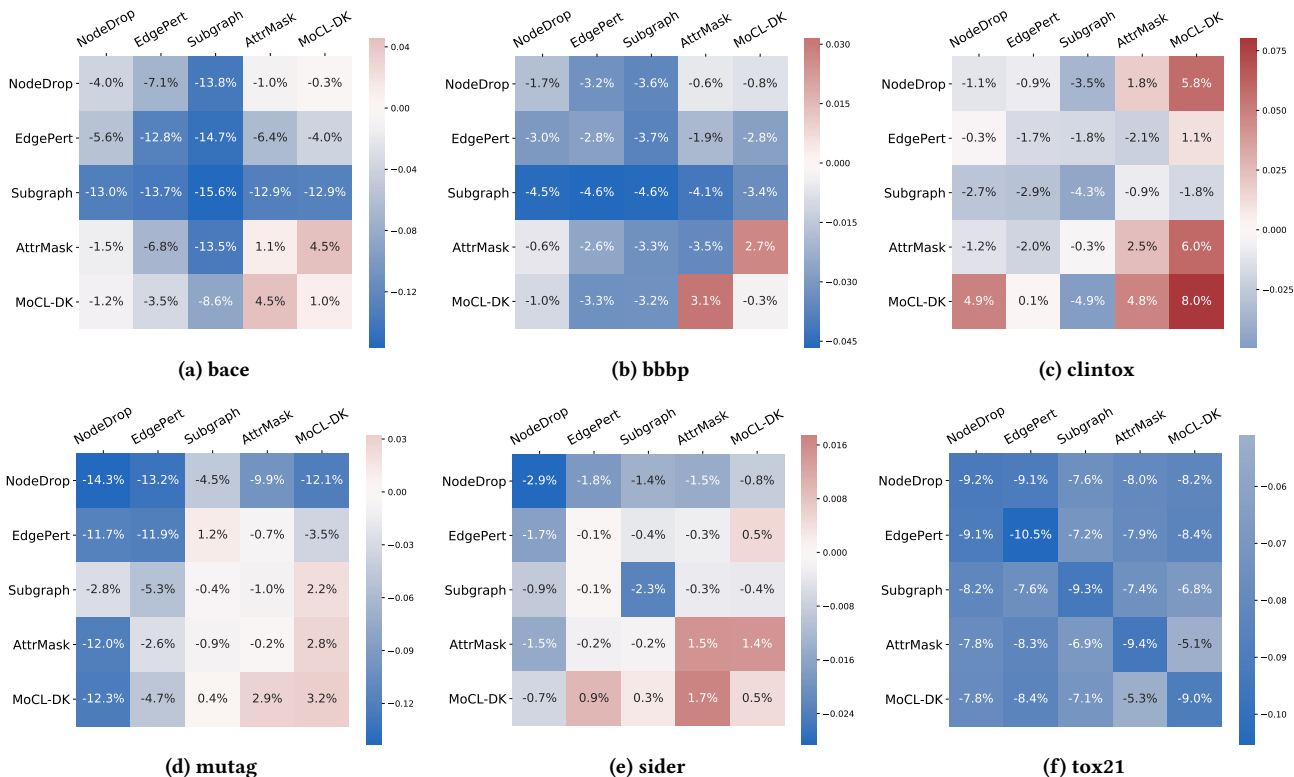 NodeDrop EdgePert Subgraph AttrMask MoCL-DK
NodeDrop -4.0% -7.1% -13.8% -1.0% -0.3%
EdgePert -5.6% -12.8% -14.7% -6.4% -4.0%
Subgraph -13.0% -13.7% -15.6% -12.9% -12.9%
AttrMask -1.5% -6.8% -13.5% 1.1% 4.5%
MoCL-DK -1.2% -3.5% -8.6% 4.5% 1.0%
0.04
0.00
−0.04
−0.08
−0.12
(a) bace
NodeDrop EdgePert Subgraph AttrMask MoCL-DK
NodeDrop -1.7% -3.2% -3.6% -0.6% -0.8%
EdgePert -3.0% -2.8% -3.7% -1.9% -2.8%
Subgraph -4.5% -4.6% -4.6% -4.1% -3.4%
AttrMask -0.6% -2.6% -3.3% -3.5% 2.7%
MoCL-DK -1.0% -3.3% -3.2% 3.1% -0.3%
0.030
0.015
0.000
−0.015
−0.030
−0.045
(b) bbbp
NodeDrop EdgePert Subgraph AttrMask MoCL-DK
NodeDrop -1.1% -0.9% -3.5% 1.8% 5.8%
EdgePert -0.3% -1.7% -1.8% -2.1% 1.1%
Subgraph -2.7% -2.9% -4.3% -0.9% -1.8%
AttrMask -1.2% -2.0% -0.3% 2.5% 6.0%
MoCL-DK 4.9% 0.1% -4.9% 4.8% 8.0%
0.075
0.050
0.025
0.000
−0.025
(c) clintox
NodeDrop EdgePert Subgraph AttrMask MoCL-DK
NodeDrop -14.3% -13.2% -4.5% -9.9% -12.1%
EdgePert -11.7% -11.9% 1.2% -0.7% -3.5%
Subgraph -2.8% -5.3% -0.4% -1.0% 2.2%
AttrMask -12.0% -2.6% -0.9% -0.2% 2.8%
MoCL-DK -12.3% -4.7% 0.4% 2.9% 3.2%
0.03
0.00
−0.03
−0.06
−0.09
−0.12
(d) mutag
NodeDrop EdgePert Subgraph AttrMask MoCL-DK
NodeDrop -2.9% -1.8% -1.4% -1.5% -0.8%
EdgePert -1.7% -0.1% -0.4% -0.3% 0.5%
Subgraph -0.9% -0.1% -2.3% -0.3% -0.4%
AttrMask -1.5% -0.2% -0.2% 1.5% 1.4%
MoCL-DK -0.7% 0.9% 0.3% 1.7% 0.5%
0.016
0.008
0.000
−0.008
−0.016
−0.024
(e) sider
NodeDrop EdgePert Subgraph AttrMask MoCL-DK
NodeDrop -9.2% -9.1% -7.6% -8.0% -8.2%
EdgePert -9.1% -10.5% -7.2% -7.9% -8.4%
Subgraph -8.2% -7.6% -9.3% -7.4% -6.8%
AttrMask -7.8% -8.3% -6.9% -9.4% -5.1%
MoCL-DK -7.8% -8.4% -7.1% -5.3% -9.0%
−0.06
−0.07
−0.08
−0.09
−0.10
(f) tox21